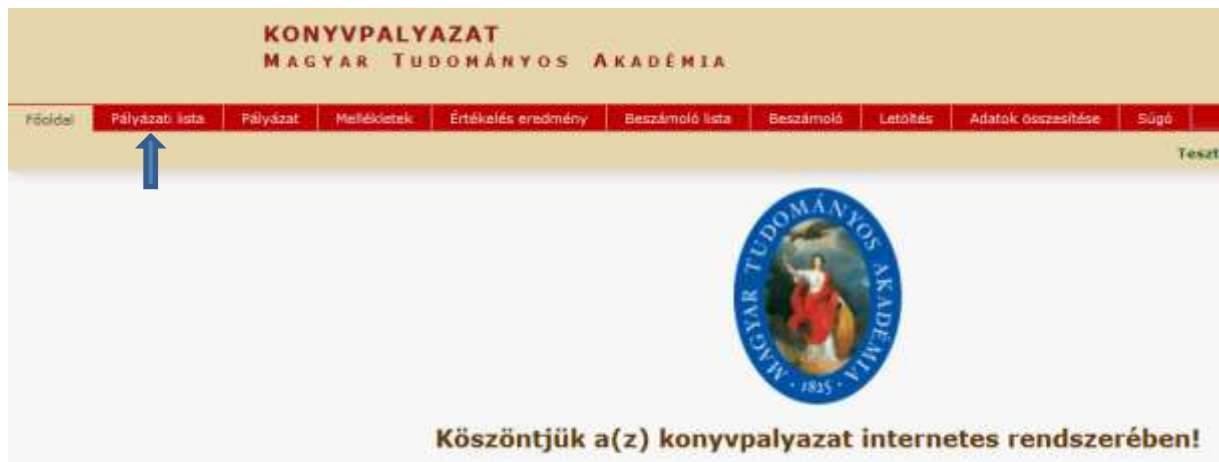 KONYVPALYAZAT
MAGYAR TUDOMÁNYOS AKADÉMIA
Főoldal Pályázati lista Pályázat Mellékletek Értékelés eredmény Beszámoló lista Beszámoló Letöltés Adatok összesítése Súgó
Teszt
MAGYAR TUDOMÁNYOS AKADÉMIA · 1825 ·
Köszöntjük a(z) konyvpalyazat internetes rendszerében!